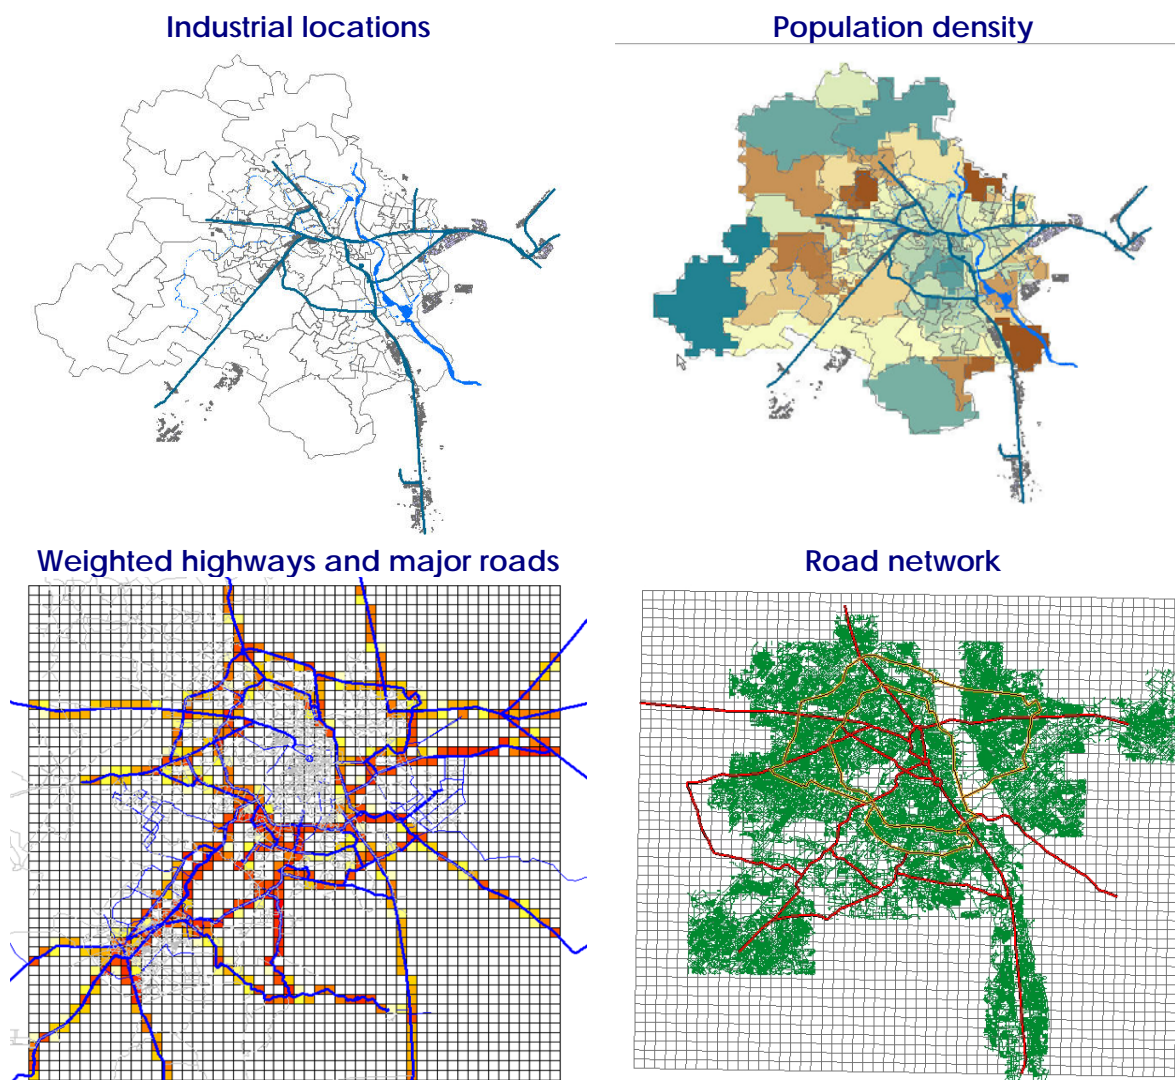 Industrial locations
Population density
Weighted highways and major roads
Road network